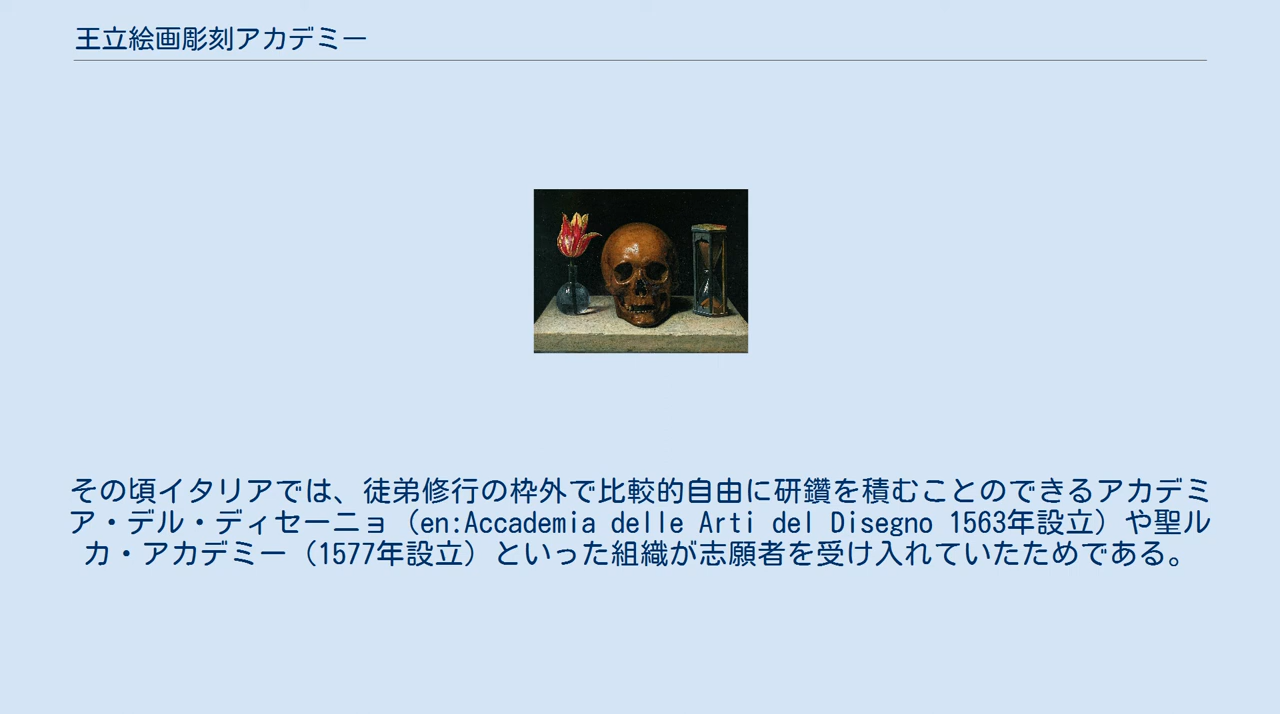 王立絵画彫刻アカデミー
その頃イタリアでは、徒弟修行の枠外で比較的自由に研鑽を積むことのできるアカデミ
ア・デル・ディセーニョ（en:Accademia delle Arti del Disegno 1563年設立）や聖ル
カ・アカデミー（1577年設立）といった組織が志願者を受け入れていたためである。